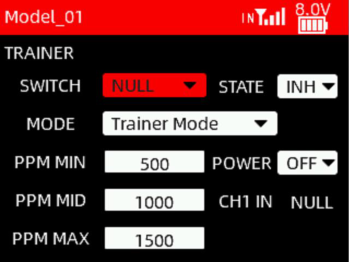 Model_01 IN 8.0V
TRAINER
SWITCH NULL STATE INH
MODE Trainer Mode
PPM MIN 500 POWER OFF
PPM MID 1000 CH1 IN NULL
PPM MAX 1500